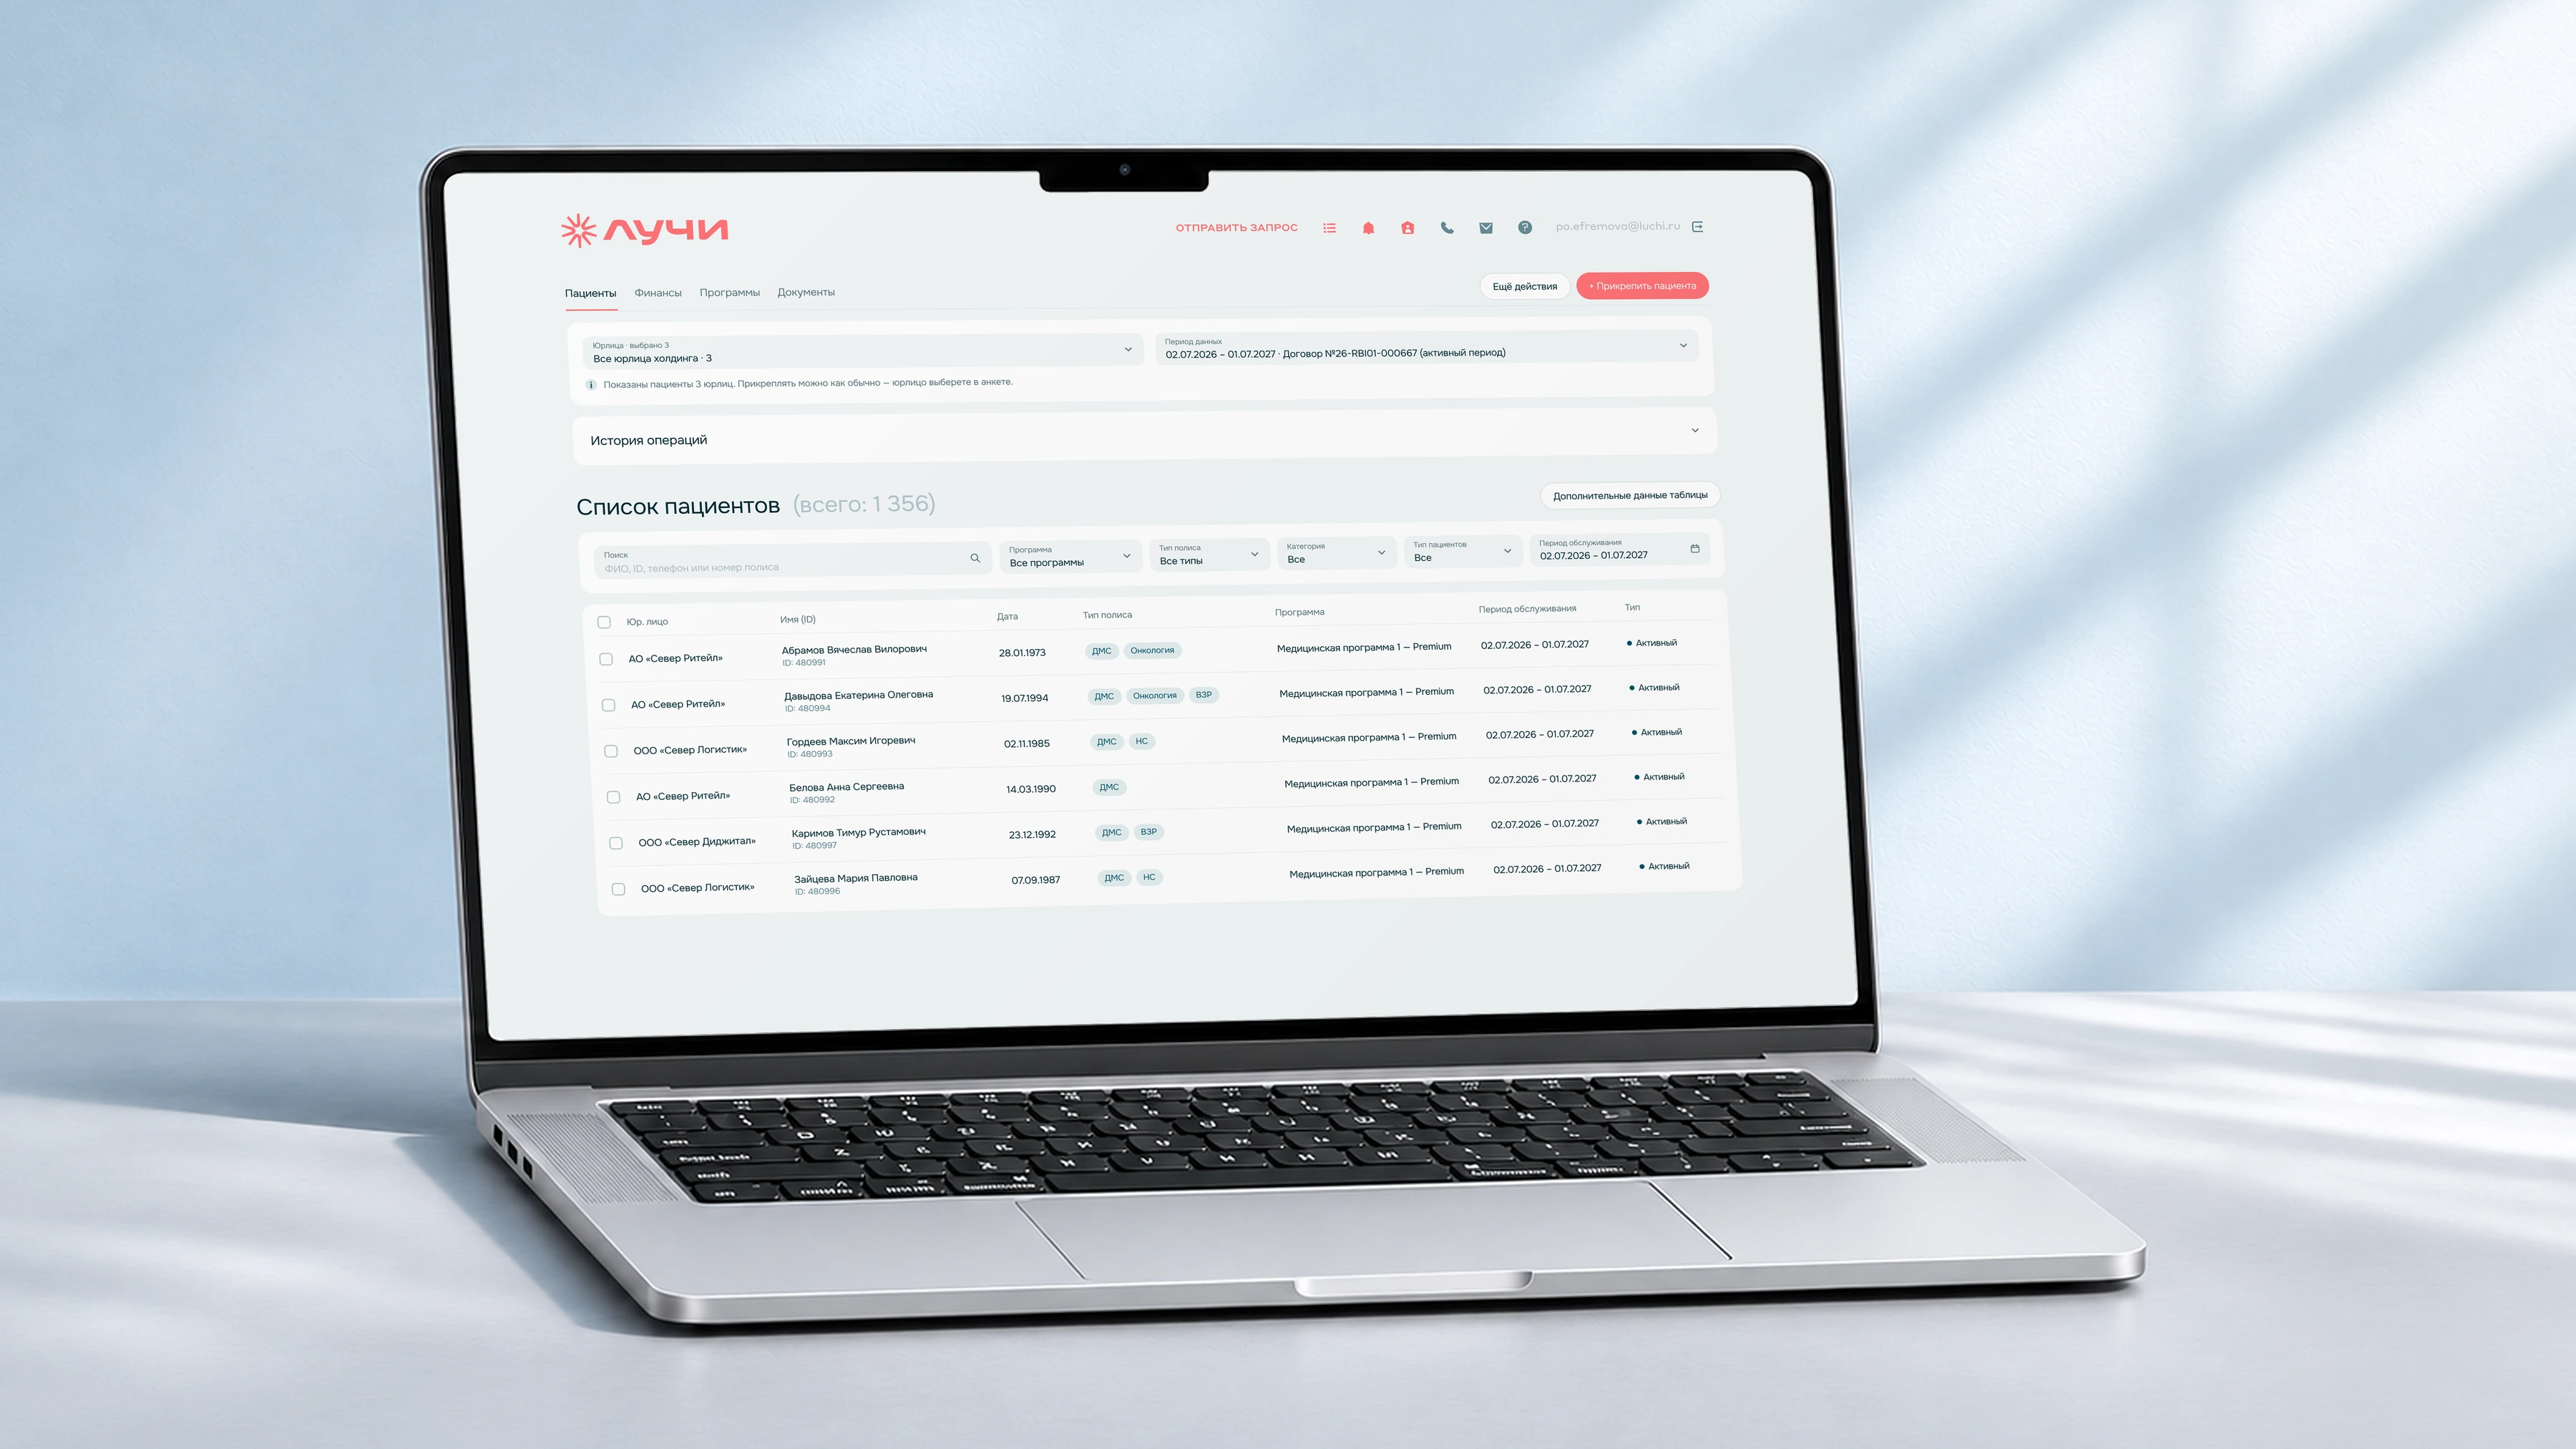 лучи
ОТПРАВИТЬ ЗАПРОС
po.efremova@luchi.ru
Пациенты Финансы Программы Документы
Ещё действия
+ Прикрепить пациента
Юрлица · выбрано 3
Все юрлица холдинга · 3
Период данных
02.07.2026 – 01.07.2027 · Договор №26-RBI01-000667 (активный период)
i Показаны пациенты 3 юрлиц. Прикреплять можно как обычно — юрлицо выберете в анкете.
История операций
Список пациентов (всего: 1 356)
Дополнительные данные таблицы
Поиск
ФИО, ID, телефон или номер полиса
Программа
Все программы
Тип полиса
Все типы
Категория
Все
Тип пациентов
Все
Период обслуживания
02.07.2026 – 01.07.2027
Юр. лицо Имя (ID) Дата Тип полиса Программа Период обслуживания Тип
АО «Север Ритейл» Абрамов Вячеслав Вилорович 28.01.1973 ДМС Онкология Медицинская программа 1 — Premium 02.07.2026 – 01.07.2027 Активный
ID: 480991
АО «Север Ритейл» Давыдова Екатерина Олеговна 19.07.1994 ДМС Онкология ВЗР Медицинская программа 1 — Premium 02.07.2026 – 01.07.2027 Активный
ID: 480994
ООО «Север Логистик» Гордеев Максим Игоревич 02.11.1985 ДМС НС Медицинская программа 1 — Premium 02.07.2026 – 01.07.2027 Активный
ID: 480993
АО «Север Ритейл» Белова Анна Сергеевна 14.03.1990 ДМС Медицинская программа 1 — Premium 02.07.2026 – 01.07.2027 Активный
ID: 480992
ООО «Север Диджитал» Каримов Тимур Рустамович 23.12.1992 ДМС ВЗР Медицинская программа 1 — Premium 02.07.2026 – 01.07.2027 Активный
ID: 480997
ООО «Север Логистик» Зайцева Мария Павловна 07.09.1987 ДМС НС Медицинская программа 1 — Premium 02.07.2026 – 01.07.2027 Активный
ID: 480996